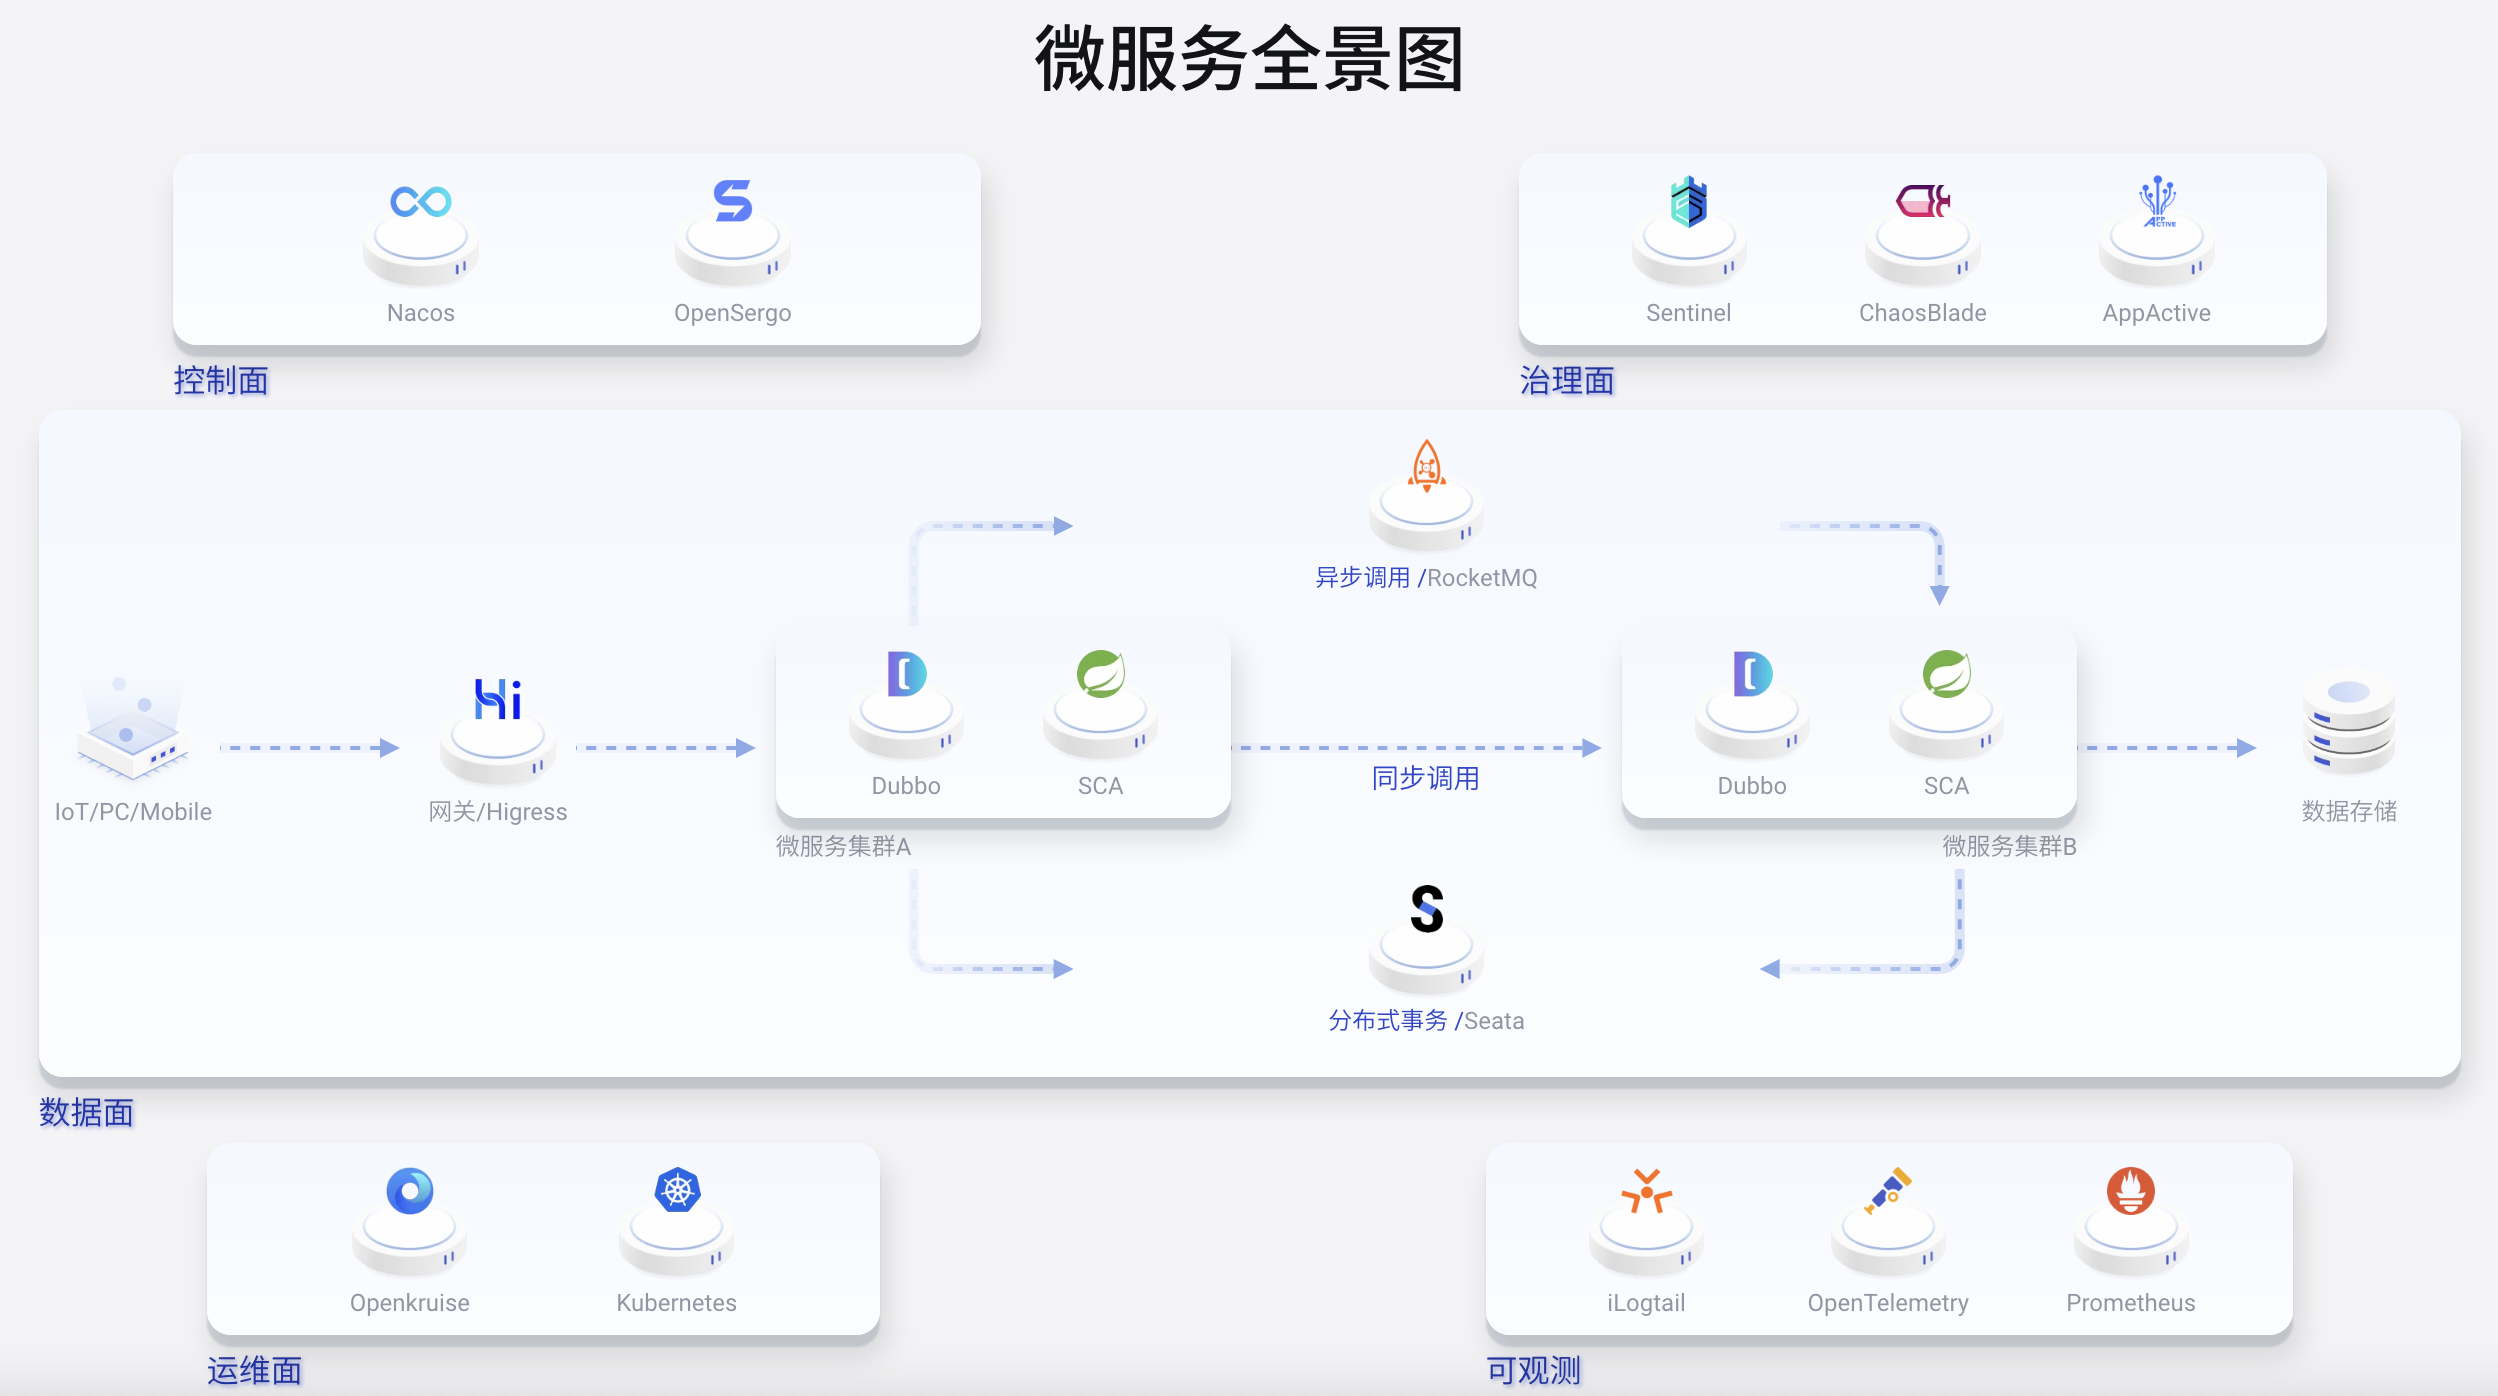 微服务全景图
Nacos
OpenSergo
控制面
Sentinel
ChaosBlade
APP
ACTIVE
AppActive
治理面
异步调用 /RocketMQ
IoT/PC/Mobile
Hi
网关/Higress
Dubbo
SCA
微服务集群A
同步调用
Dubbo
SCA
微服务集群B
数据存储
分布式事务 /Seata
数据面
Openkruise
Kubernetes
运维面
iLogtail
OpenTelemetry
Prometheus
可观测